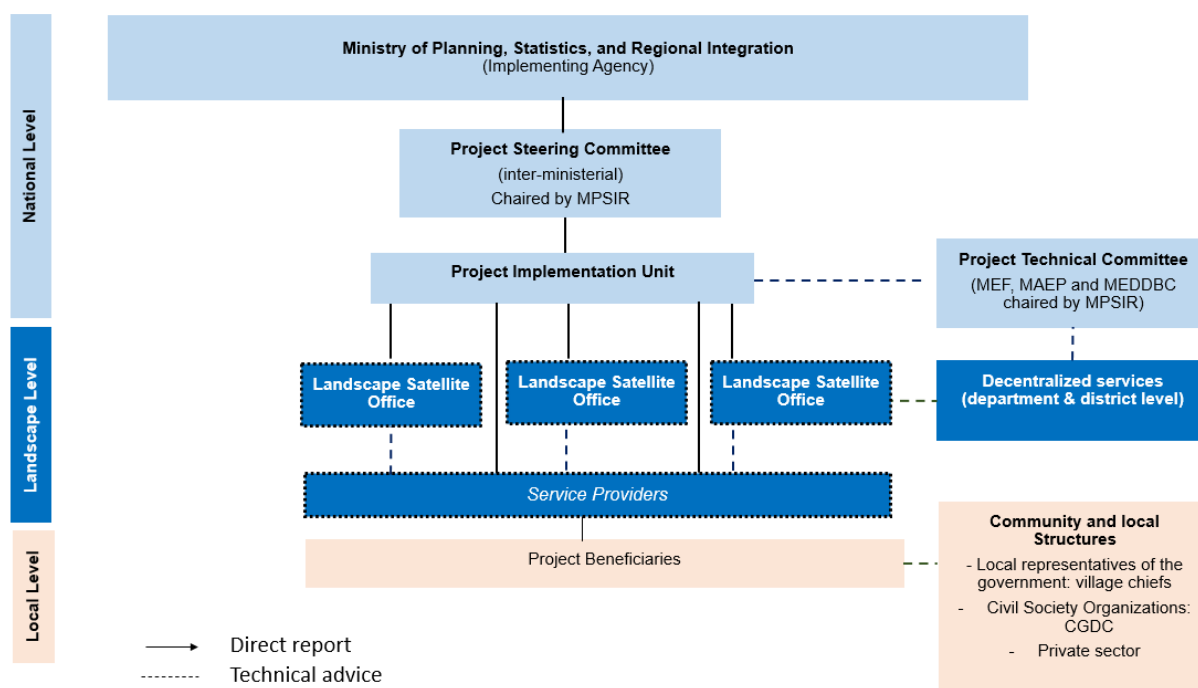 National Level
Ministry of Planning, Statistics, and Regional Integration
(Implementing Agency)
Project Steering Committee
(inter-ministerial)
Chaired by MPSIR
Project Implementation Unit
Project Technical Committee
(MEF, MAEP and MEDDBC
chaired by MPSIR)
Landscape Level
Landscape Satellite
Office
Landscape Satellite
Office
Landscape Satellite
Office
Decentralized services
(department & district level)
Service Providers
Local Level
Project Beneficiaries
Community and local
Structures
- Local representatives of the
government: village chiefs
- Civil Society Organizations:
CGDC
- Private sector
Direct report
Technical advice